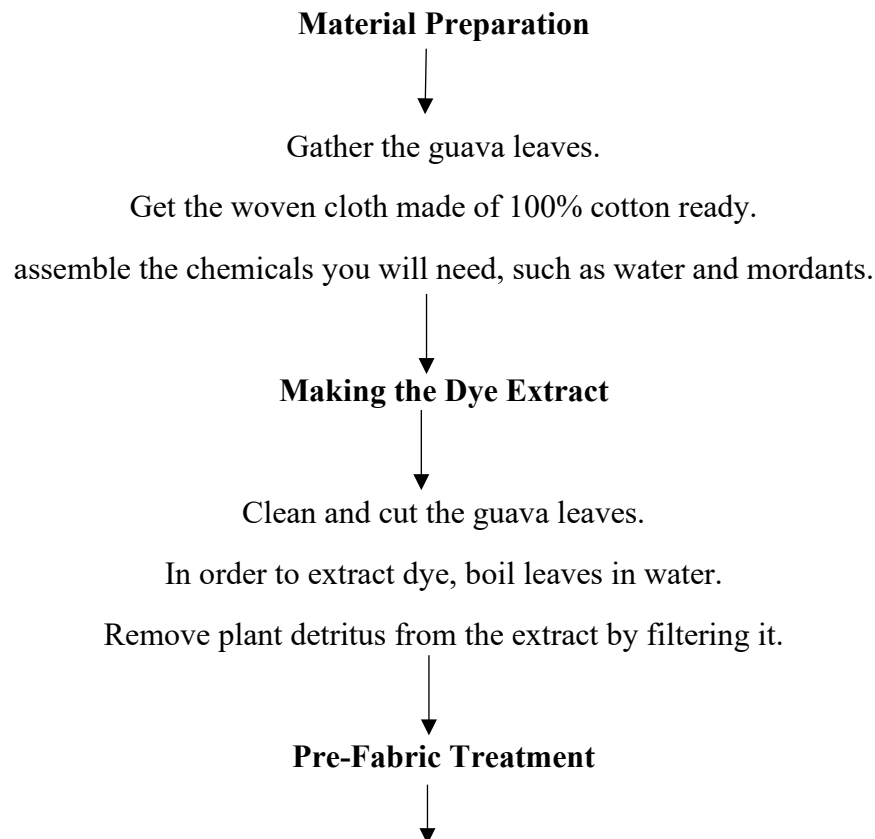 Material Preparation
Gather the guava leaves.
Get the woven cloth made of 100% cotton ready.
assemble the chemicals you will need, such as water and mordants.
Making the Dye Extract
Clean and cut the guava leaves.
In order to extract dye, boil leaves in water.
Remove plant detritus from the extract by filtering it.
Pre-Fabric Treatment